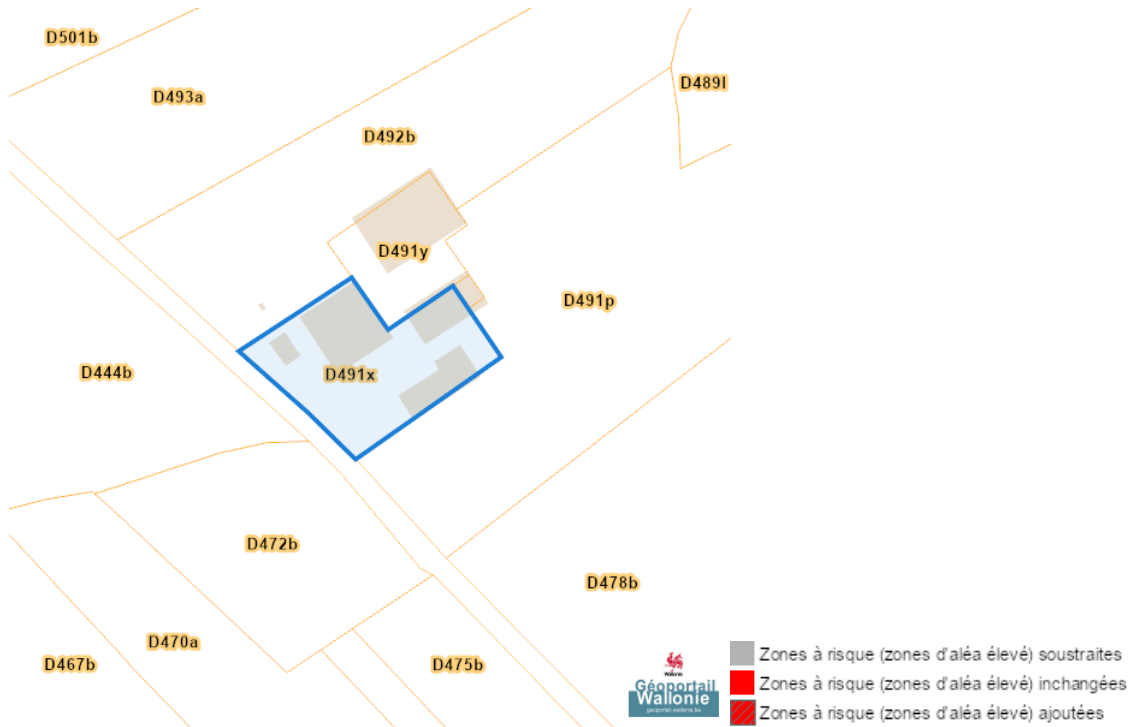 D501b
D493a
D489l
D492b
D491y
D491p
D444b
D491x
D472b
D478b
D470a
D467b
D475b
Wallonie
Géoportail
Wallonie
geoportail.wallonie.be
Zones à risque (zones d'aléa élevé) soustraites
Zones à risque (zones d'aléa élevé) inchangées
Zones à risque (zones d'aléa élevé) ajoutées